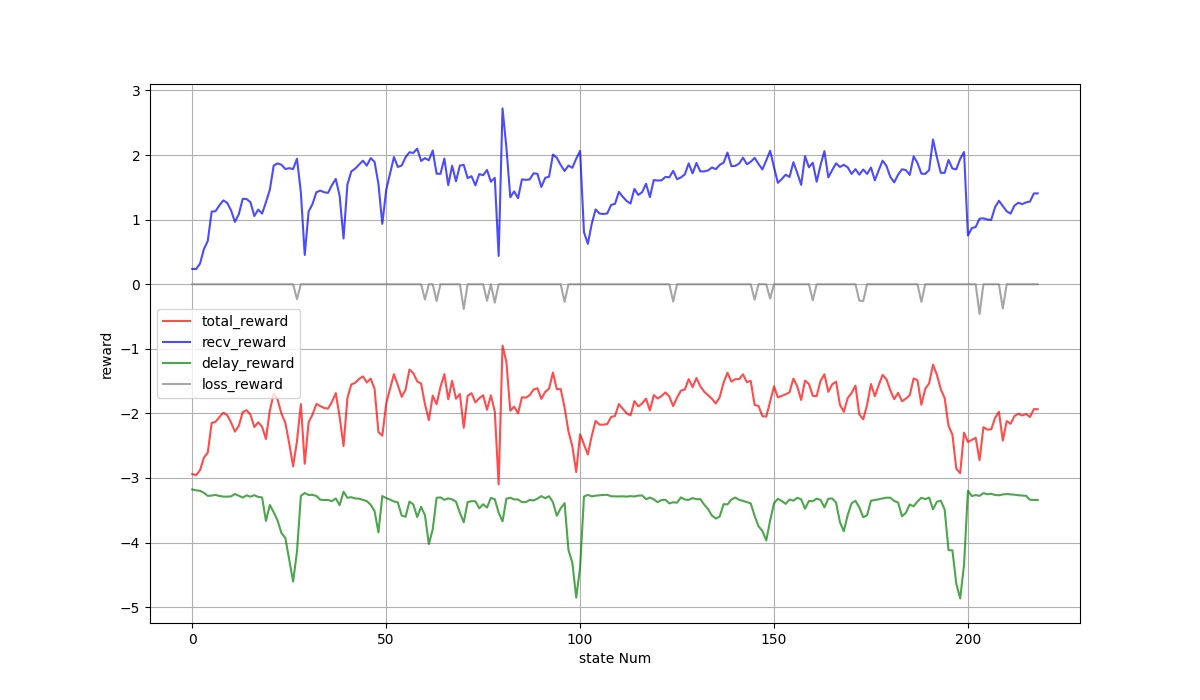 3
2
1
0
−1
−2
−3
−4
−5
reward
total_reward
recv_reward
delay_reward
loss_reward
0 50 100 150 200
state Num